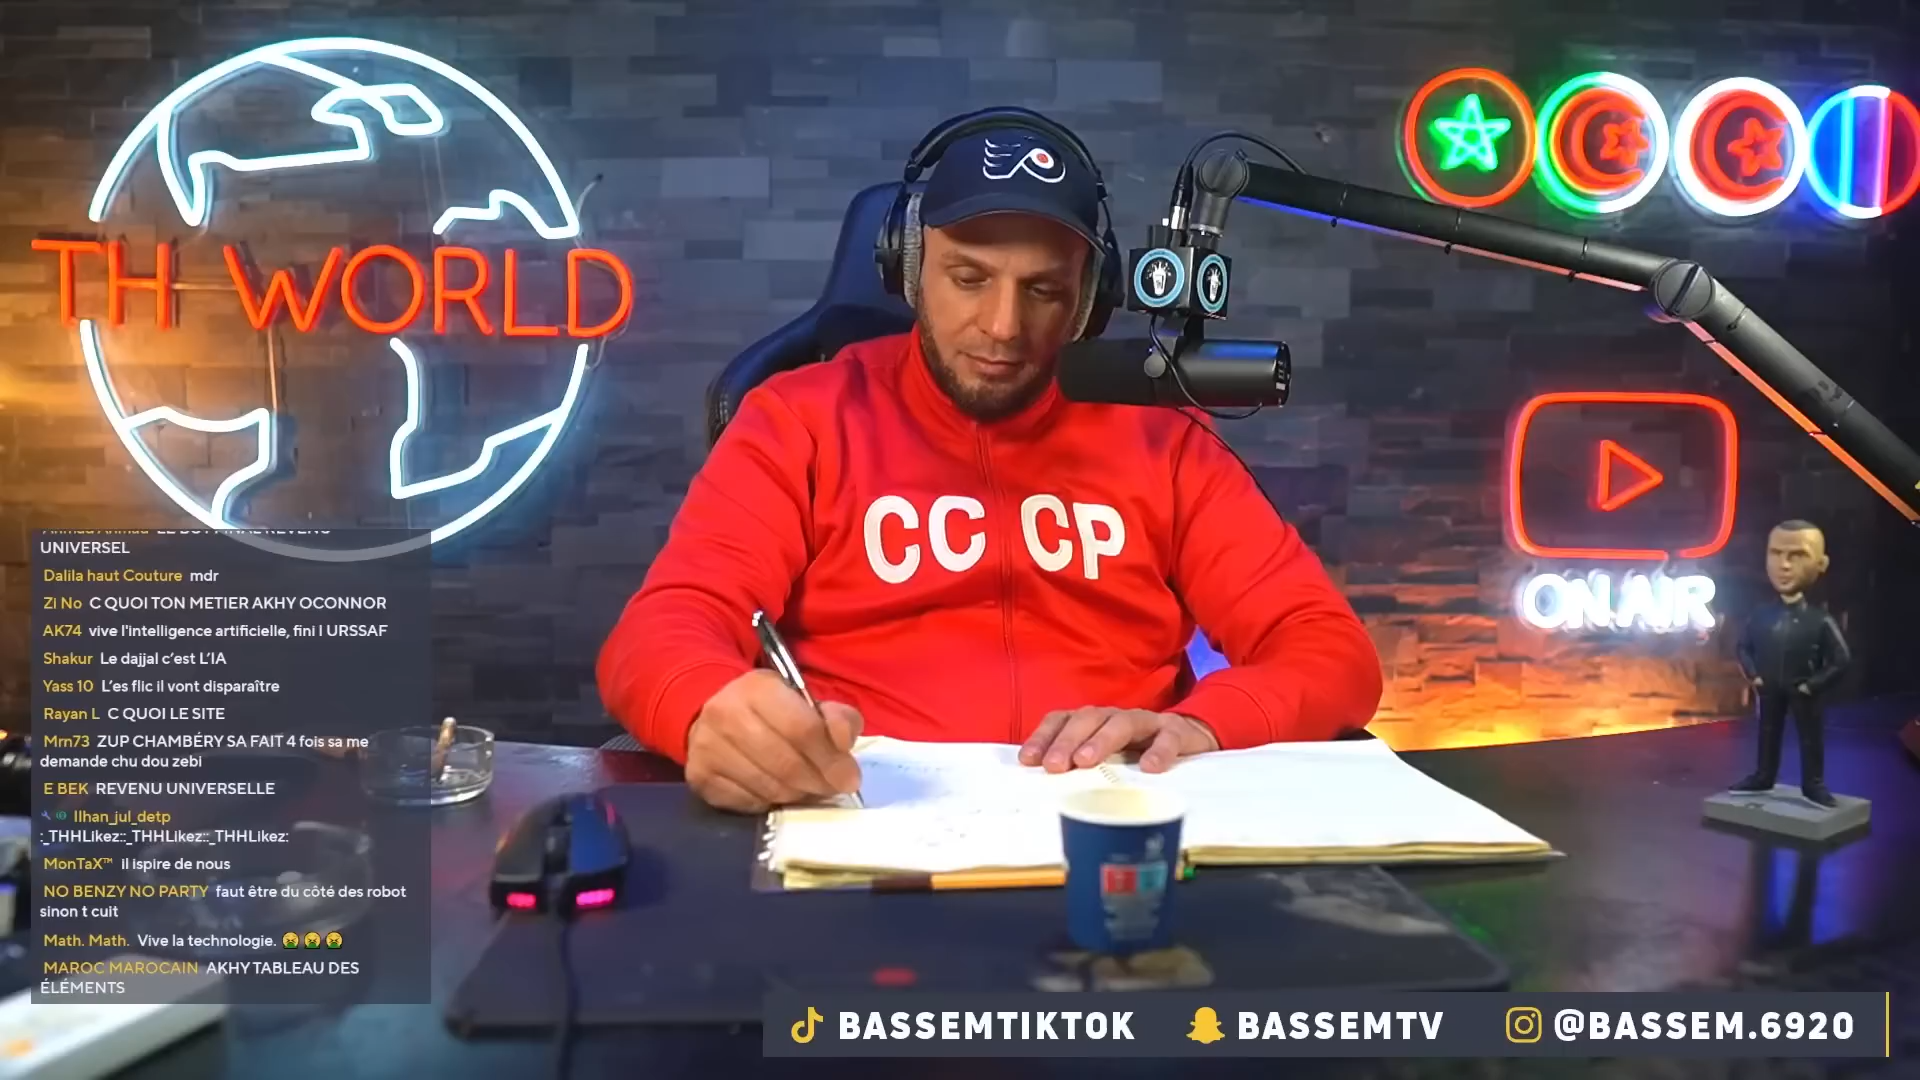 TH WORLD
CCCP
ON AIR
UNIVERSEL
Dalila haut Couture mdr
Zi No C QUOI TON METIER AKHY OCONNOR
AK74 vive l'intelligence artificielle, fini l URSSAF
Shakur Le dajjal c’est L’IA
Yass 10 L’es flic il vont disparaître
Rayan L C QUOI LE SITE
Mrn73 ZUP CHAMBÉRY SA FAIT 4 fois sa me
demande chu dou zebi
E BEK REVENU UNIVERSELLE
Ilhan_jul_detp
:_THHLikez::_THHLikez::_THHLikez:
MonTaX™ il ispire de nous
NO BENZY NO PARTY faut être du côté des robot
sinon t cuit
Math. Math. Vive la technologie. 🤮🤮🤮
MAROC MAROCAIN AKHY TABLEAU DES
ÉLÉMENTS
BASSEMTIKTOK BASSEMTV @BASSEM.6920